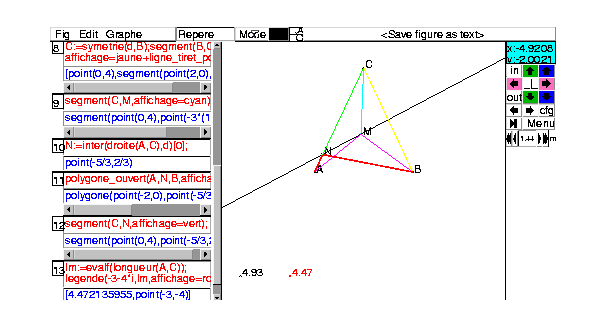 Fig Edit Graphe Repere Mode <Save figure as text>
8 C:=symetrie(d,B);segment(B,C
affichage=jaune+ligne_tiret_po
[point(0,4),segment(point(2,0),
9 segment(C,M,affichage=cyan)
segment(point(0,4),point(-3*(1
10 N:=inter(droite(A,C),d)[0];
point(-5/3,2/3)
11 polygone_ouvert(A,N,B,afficha
polygone(point(-2,0),point(-5/3
12 segment(C,N,affichage=vert);
segment(point(0,4),point(-5/3,2
13 lm:=evalf(longueur(A,C));
legende(-3-4*i,lm,affichage=ro
[4.472135955,point(-3,-4)]
C
M
N
A
B
4.93
4.47
x:-4.9208
y:-2.0021
in
out
cfg
Menu